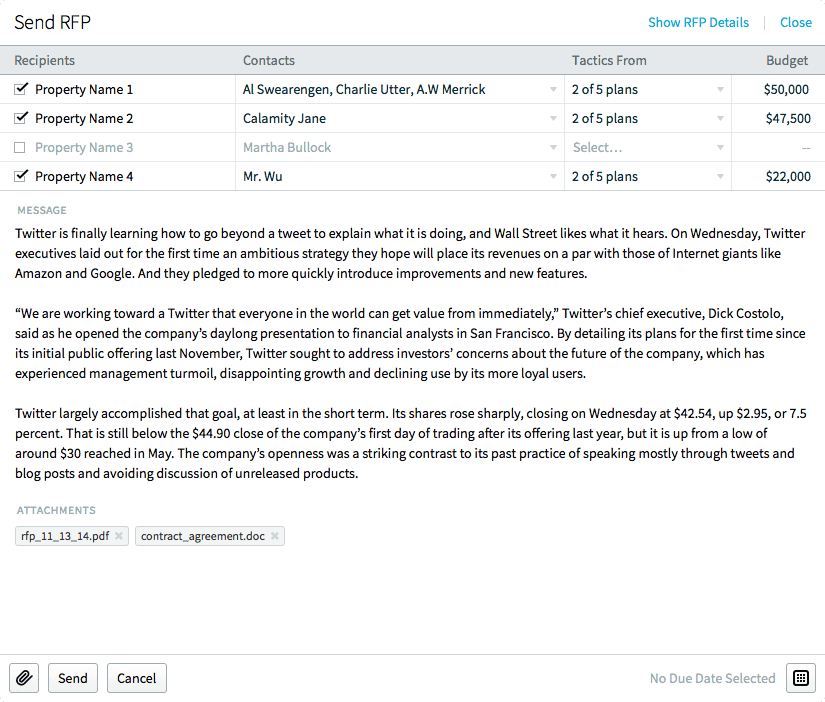 Send RFP Show RFP Details Close
Recipients Contacts Tactics From Budget
Property Name 1 Al Swearengen, Charlie Utter, A.W Merrick 2 of 5 plans $50,000
Property Name 2 Calamity Jane 2 of 5 plans $47,500
Property Name 3 Martha Bullock Select... --
Property Name 4 Mr. Wu 2 of 5 plans $22,000
MESSAGE
Twitter is finally learning how to go beyond a tweet to explain what it is doing, and Wall Street likes what it hears. On Wednesday, Twitter
executives laid out for the first time an ambitious strategy they hope will place its revenues on a par with those of Internet giants like
Amazon and Google. And they pledged to more quickly introduce improvements and new features.
“We are working toward a Twitter that everyone in the world can get value from immediately,” Twitter’s chief executive, Dick Costolo,
said as he opened the company’s daylong presentation to financial analysts in San Francisco. By detailing its plans for the first time since
its initial public offering last November, Twitter sought to address investors’ concerns about the future of the company, which has
experienced management turmoil, disappointing growth and declining use by its more loyal users.
Twitter largely accomplished that goal, at least in the short term. Its shares rose sharply, closing on Wednesday at $42.54, up $2.95, or 7.5
percent. That is still below the $44.90 close of the company’s first day of trading after its offering last year, but it is up from a low of
around $30 reached in May. The company’s openness was a striking contrast to its past practice of speaking mostly through tweets and
blog posts and avoiding discussion of unreleased products.
ATTACHMENTS
rfp_11_13_14.pdf contract_agreement.doc
Send Cancel No Due Date Selected